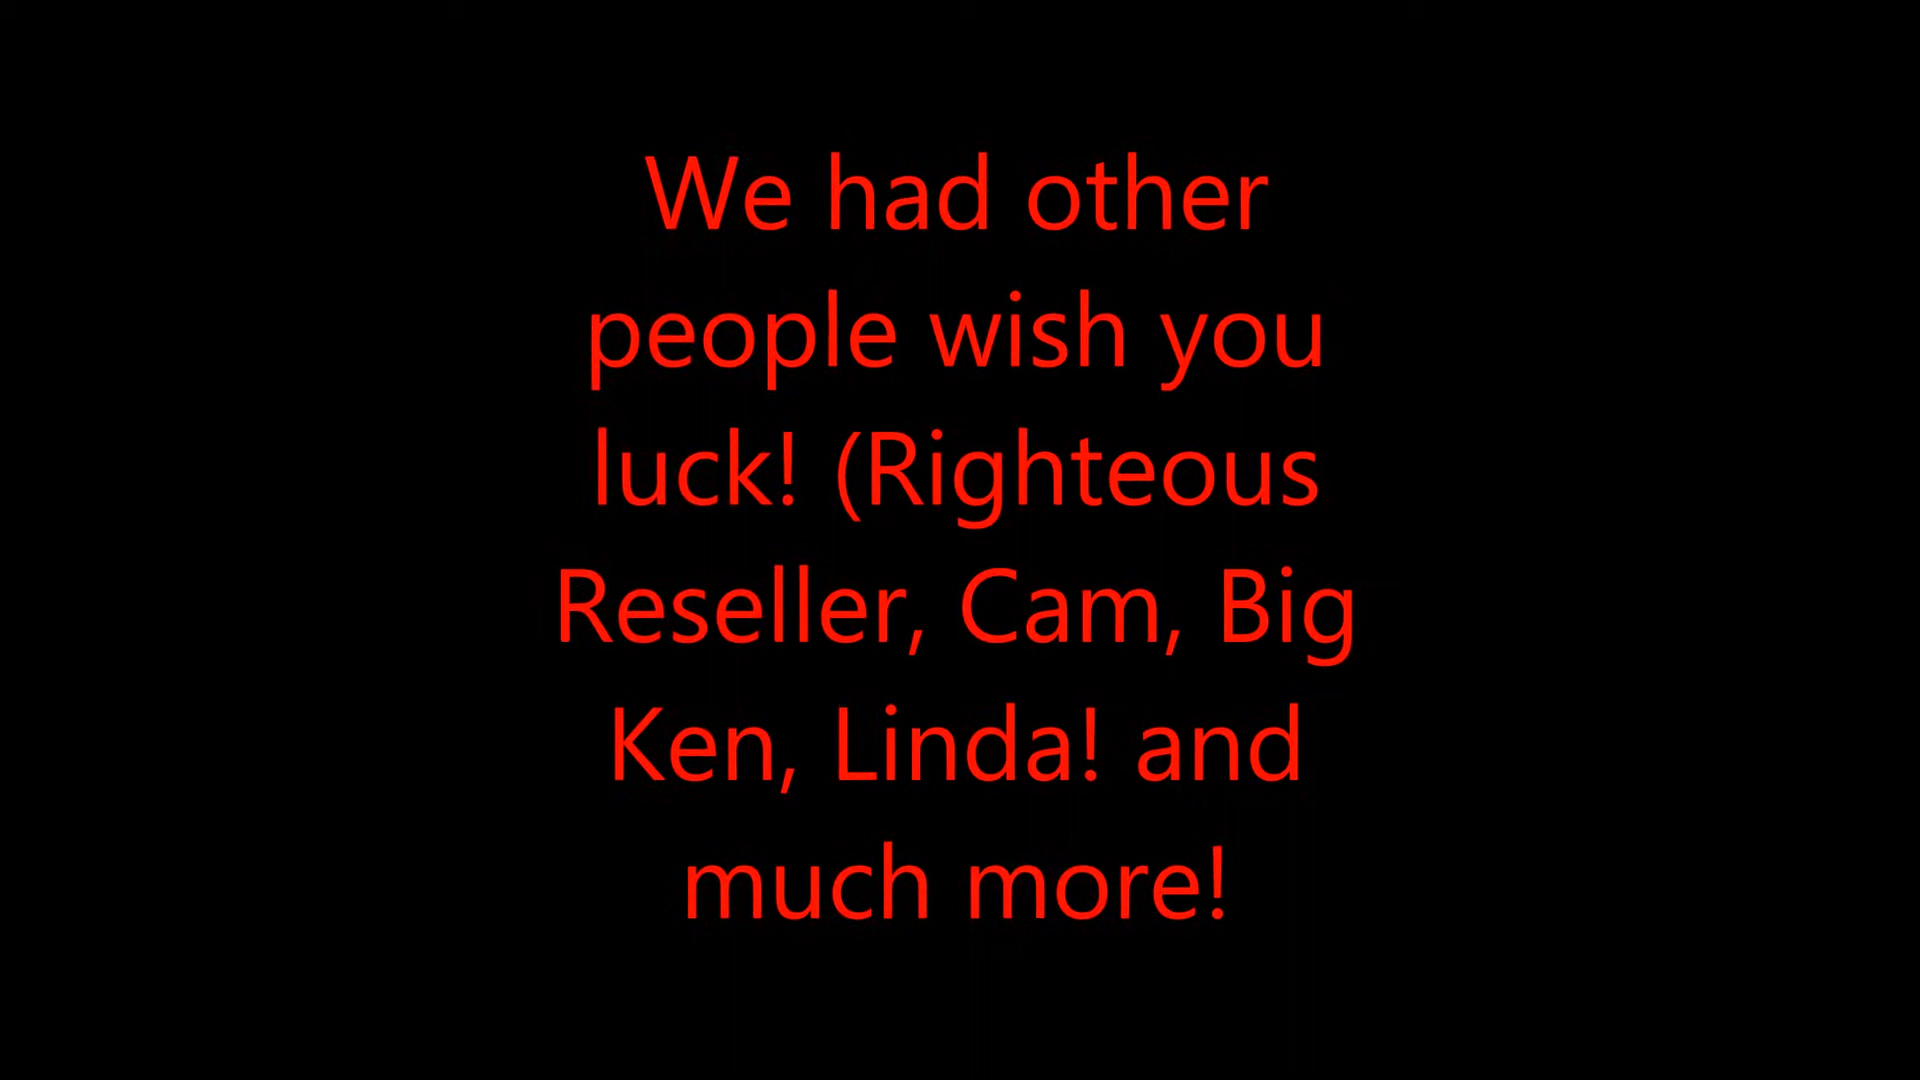 We had other
people wish you
luck! (Righteous
Reseller, Cam, Big
Ken, Linda! and
much more!